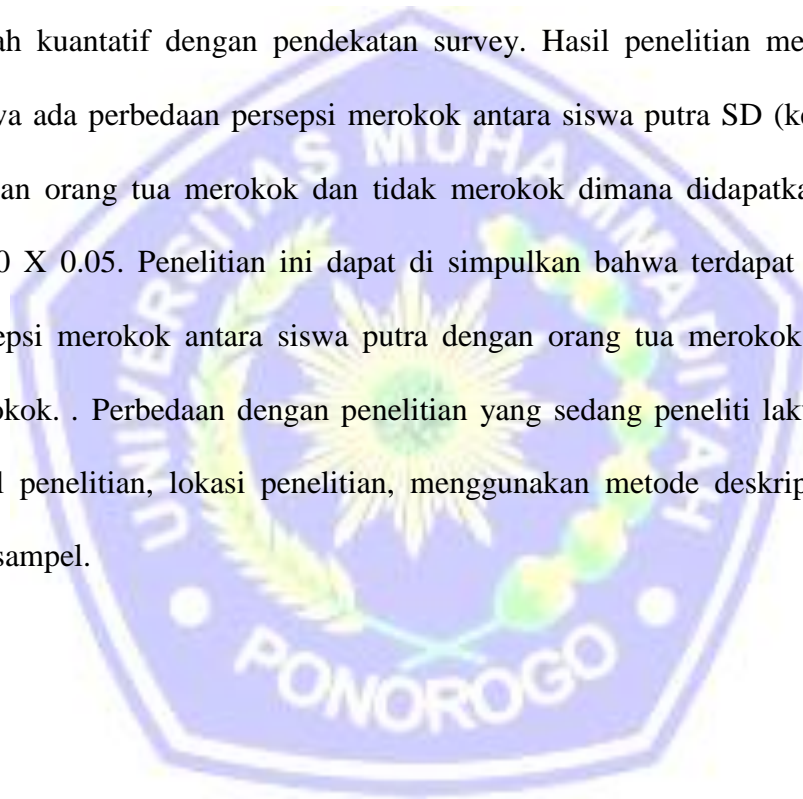 ah kuantatif dengan pendekatan survey. Hasil penelitian me
ya ada perbedaan persepsi merokok antara siswa putra SD (k
an orang tua merokok dan tidak merokok dimana didapatka
0 X 0.05. Penelitian ini dapat di simpulkan bahwa terdapat
epsi merokok antara siswa putra dengan orang tua merokok
okok. . Perbedaan dengan penelitian yang sedang peneliti lak
l penelitian, lokasi penelitian, menggunakan metode deskrip
sampel.
UNIVERSITAS MUHAMMADIYAH
PONOROGO